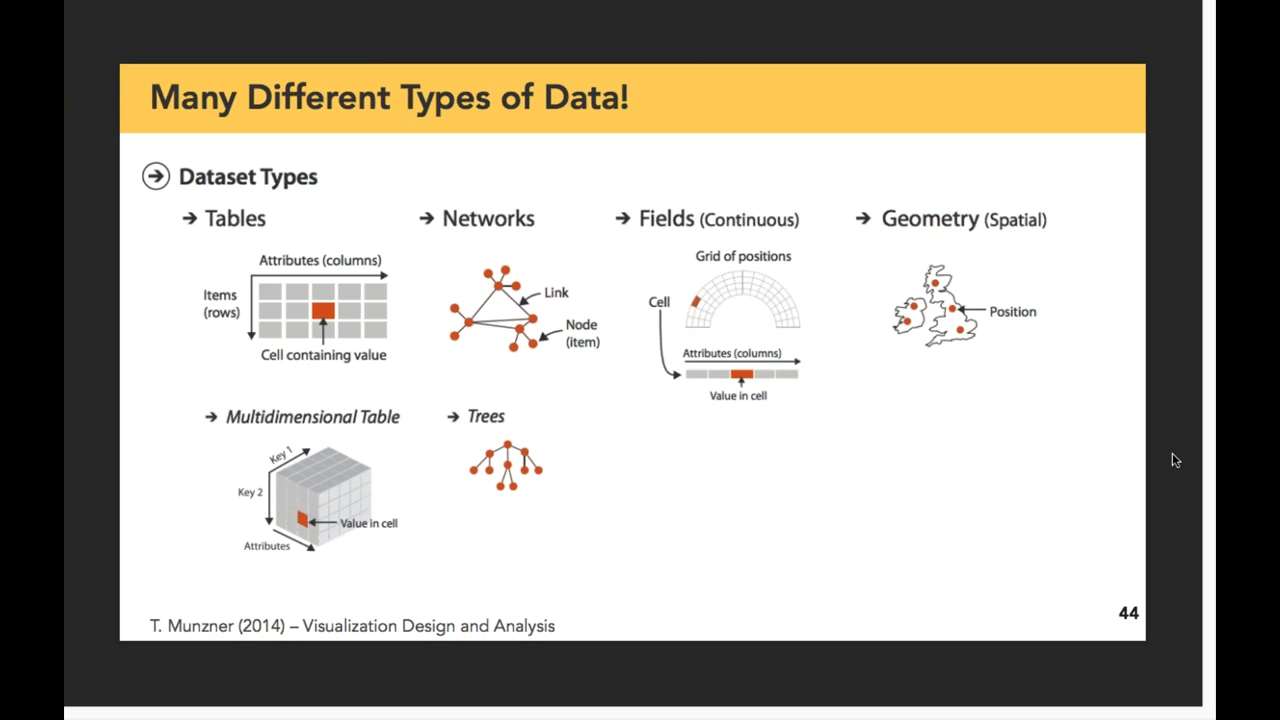 Many Different Types of Data!
Dataset Types
Tables
Attributes (columns)
Items
(rows)
Cell containing value
Networks
Link
Node
(item)
Fields (Continuous)
Grid of positions
Cell
Attributes (columns)
Value in cell
Geometry (Spatial)
Position
Multidimensional Table
Key 1
Key 2
Value in cell
Attributes
Trees
44
T. Munzner (2014) – Visualization Design and Analysis